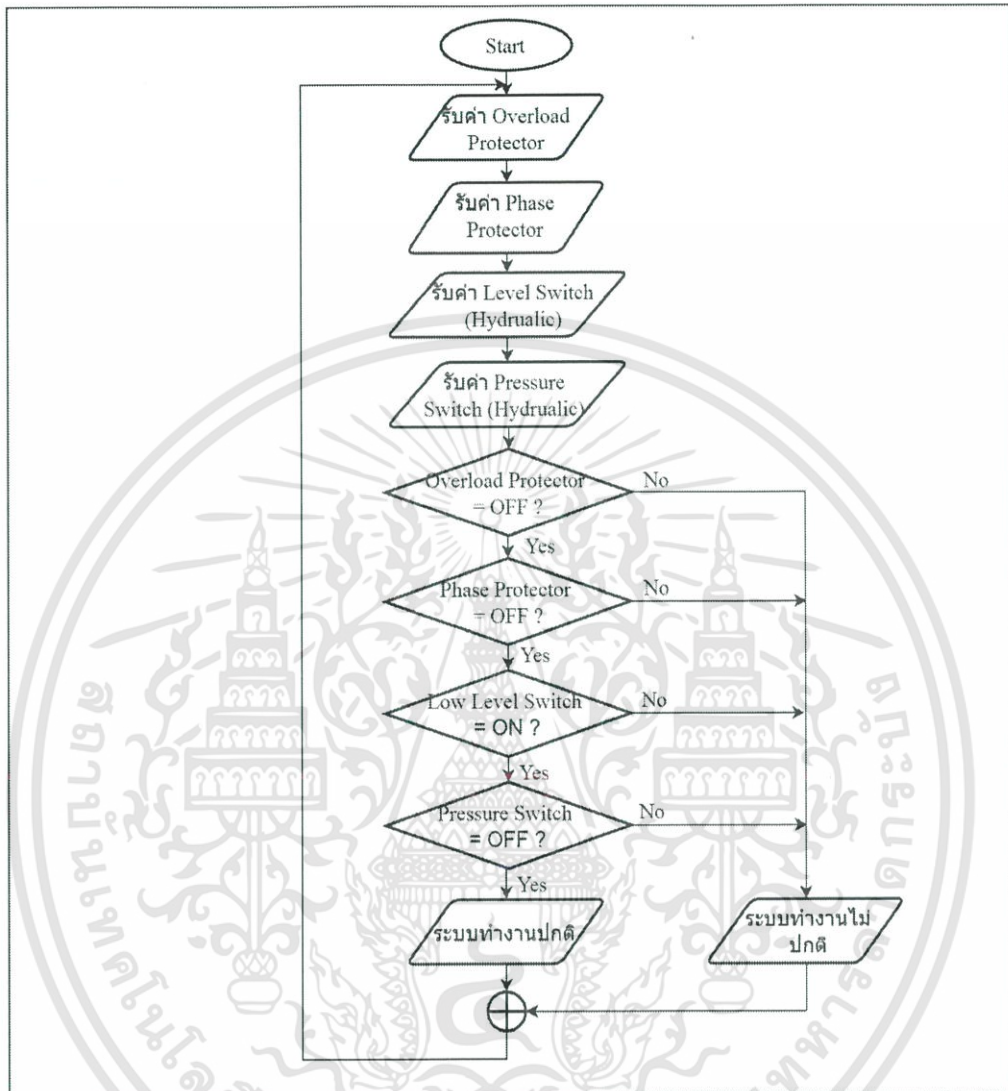 Start
รับค่า Overload
Protector
รับค่า Phase
Protector
รับค่า Level Switch
(Hydrualic)
รับค่า Pressure
Switch (Hydrualic)
Overload Protector
= OFF ?
No
Yes
Phase Protector
= OFF ?
No
Yes
Low Level Switch
= ON ?
No
Yes
Pressure Switch
= OFF ?
No
Yes
ระบบทำงานปกติ
ระบบทำงานไม่
ปกติ